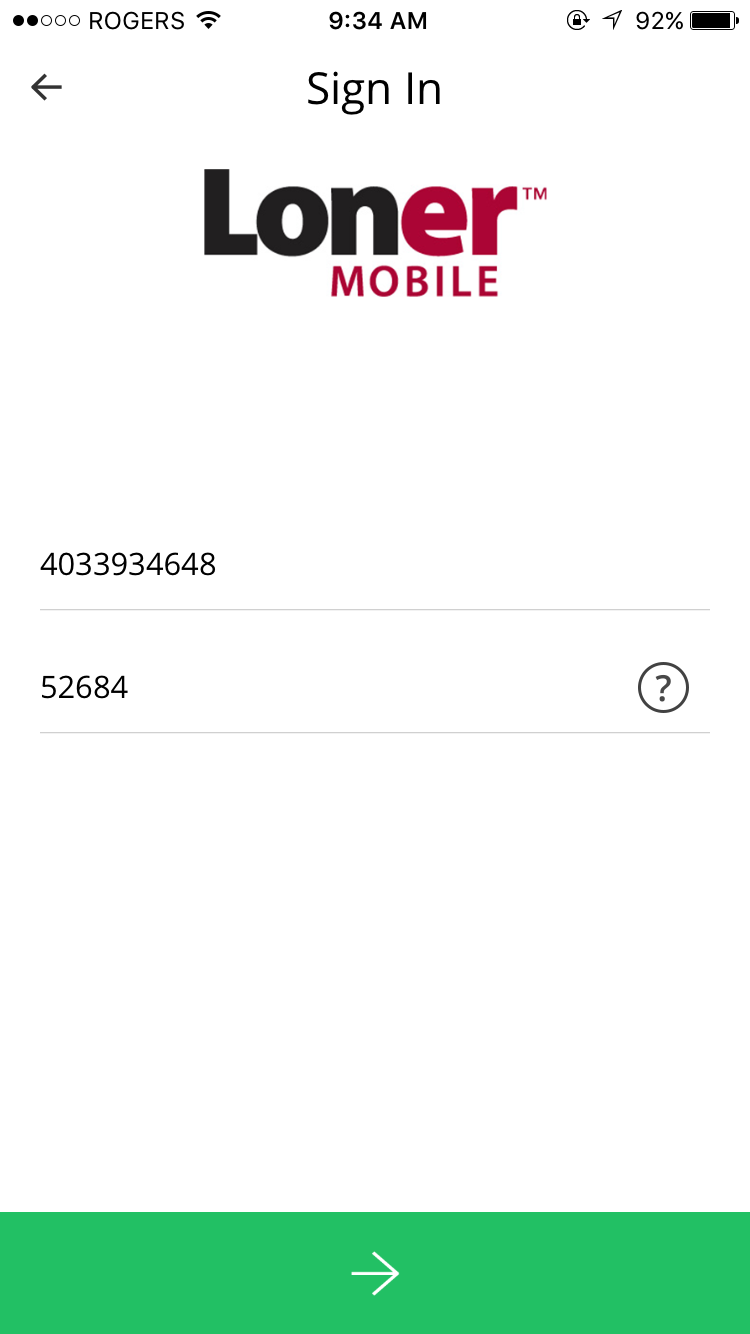 ROGERS 9:34 AM 92%
Sign In
Loner™
MOBILE
4033934648
52684
?